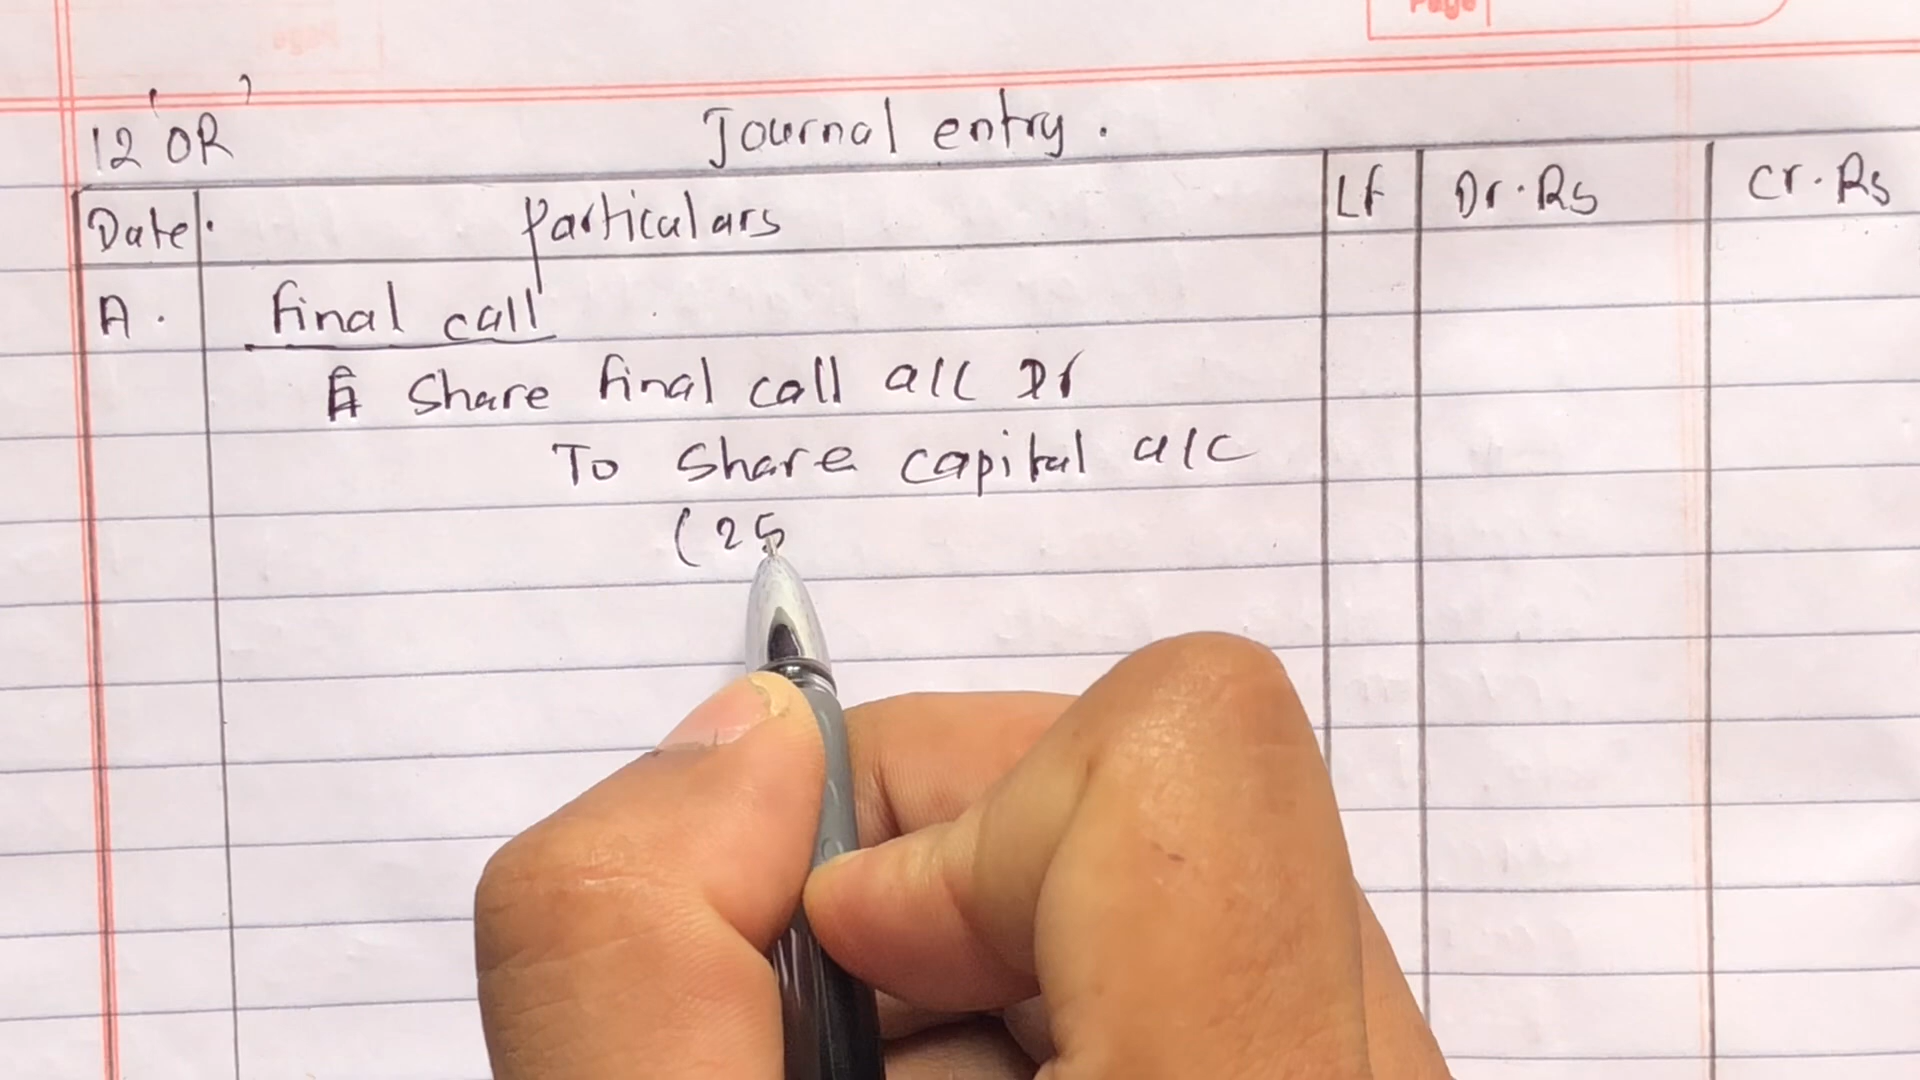 Page
12 'OR'
Journal entry.
Date. Particulars LF Dr.Rs Cr.Rs
A. final call
Share final call a/c Dr
To share capital a/c
(25